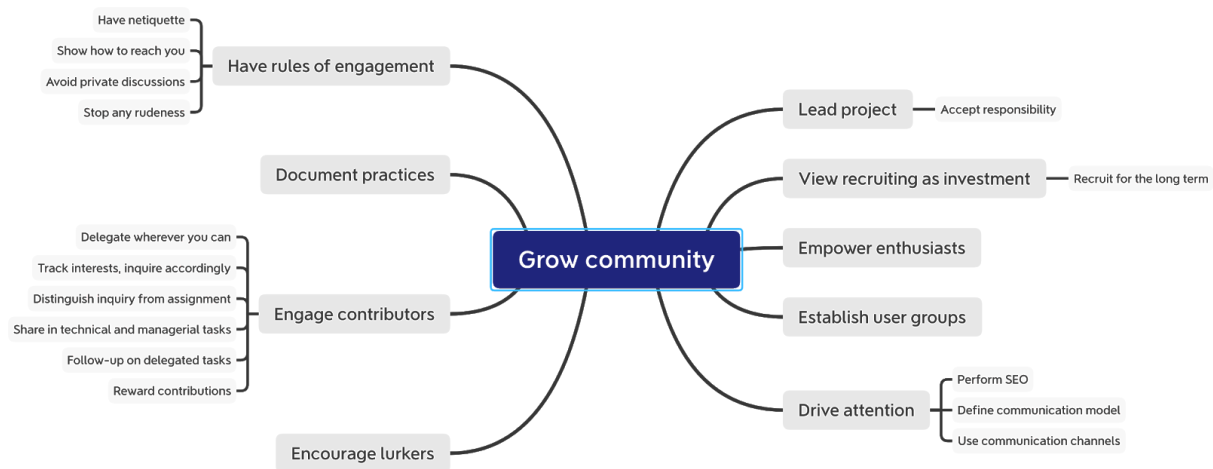 Have netiquette
Show how to reach you
Avoid private discussions
Stop any rudeness
Have rules of engagement
Document practices
Delegate wherever you can
Track interests, inquire accordingly
Distinguish inquiry from assignment
Share in technical and managerial tasks
Follow-up on delegated tasks
Reward contributions
Engage contributors
Encourage lurkers
Grow community
Lead project
Accept responsibility
View recruiting as investment
Recruit for the long term
Empower enthusiasts
Establish user groups
Drive attention
Perform SEO
Define communication model
Use communication channels